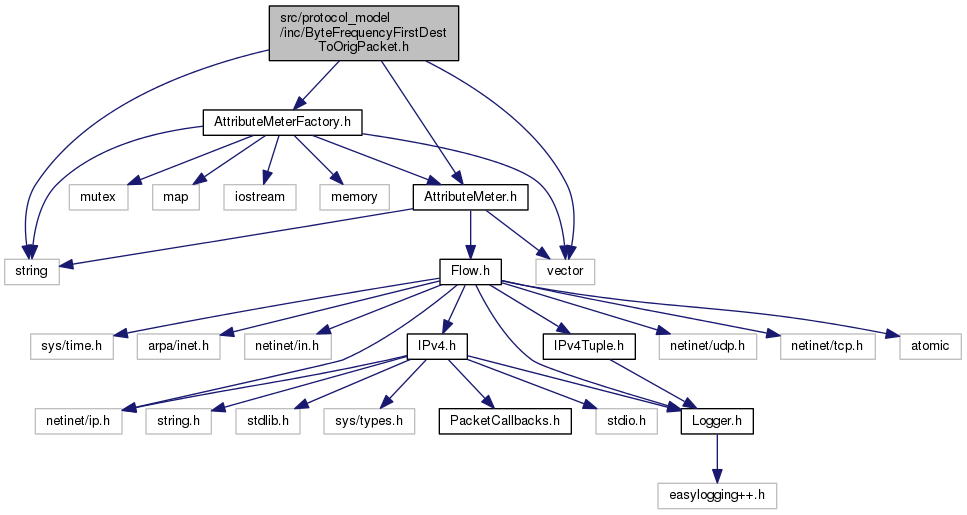 src/protocol_model
/inc/ByteFrequencyFirstDest
ToOrigPacket.h
AttributeMeterFactory.h
mutex
map
iostream
memory
AttributeMeter.h
string
Flow.h
vector
sys/time.h
arpa/inet.h
netinet/in.h
IPv4.h
IPv4Tuple.h
netinet/udp.h
netinet/tcp.h
atomic
netinet/ip.h
string.h
stdlib.h
sys/types.h
PacketCallbacks.h
stdio.h
Logger.h
easylogging++.h